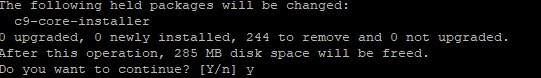 The following held packages will be changed:
c9-core-installer
0 upgraded, 0 newly installed, 244 to remove and 0 not upgraded.
After this operation, 285 MB disk space will be freed.
Do you want to continue? [Y/n] y